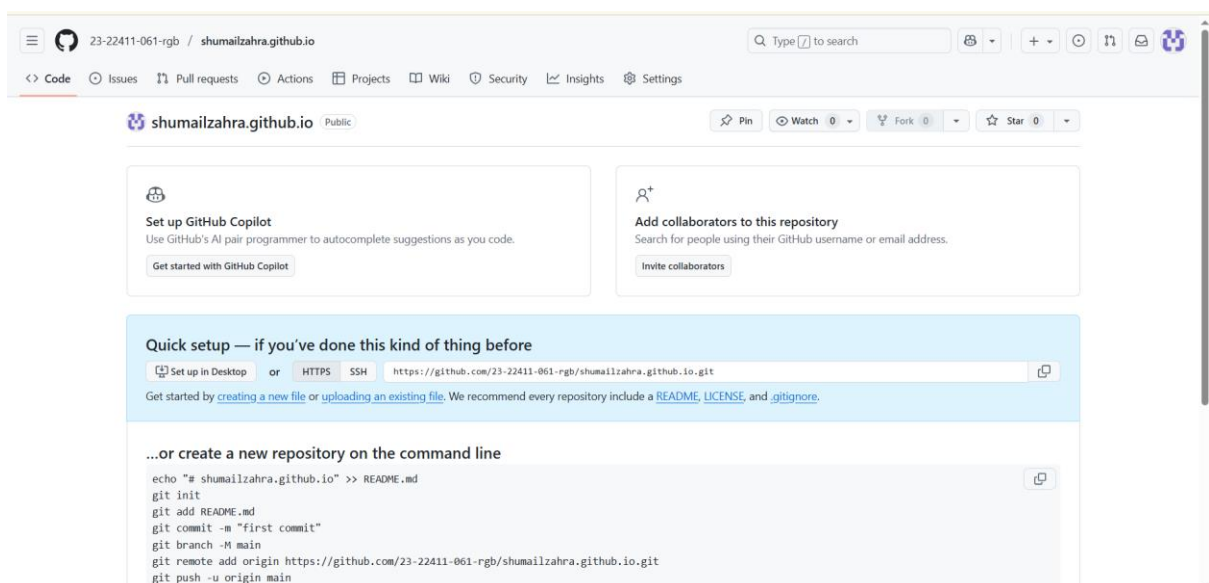 23-22411-061-rgb / shumailzahra.github.io
Type / to search
<> Code Issues Pull requests Actions Projects Wiki Security Insights Settings
shumailzahra.github.io Public
Pin Watch 0 Fork 0 Star 0
Set up GitHub Copilot
Use GitHub's AI pair programmer to autocomplete suggestions as you code.
Get started with GitHub Copilot
Add collaborators to this repository
Search for people using their GitHub username or email address.
Invite collaborators
Quick setup — if you've done this kind of thing before
Set up in Desktop or HTTPS SSH https://github.com/23-22411-061-rgb/shumailzahra.github.io.git
Get started by creating a new file or uploading an existing file. We recommend every repository include a README, LICENSE, and .gitignore.
...or create a new repository on the command line
echo "# shumailzahra.github.io" >> README.md
git init
git add README.md
git commit -m "first commit"
git branch -M main
git remote add origin https://github.com/23-22411-061-rgb/shumailzahra.github.io.git
git push -u origin main